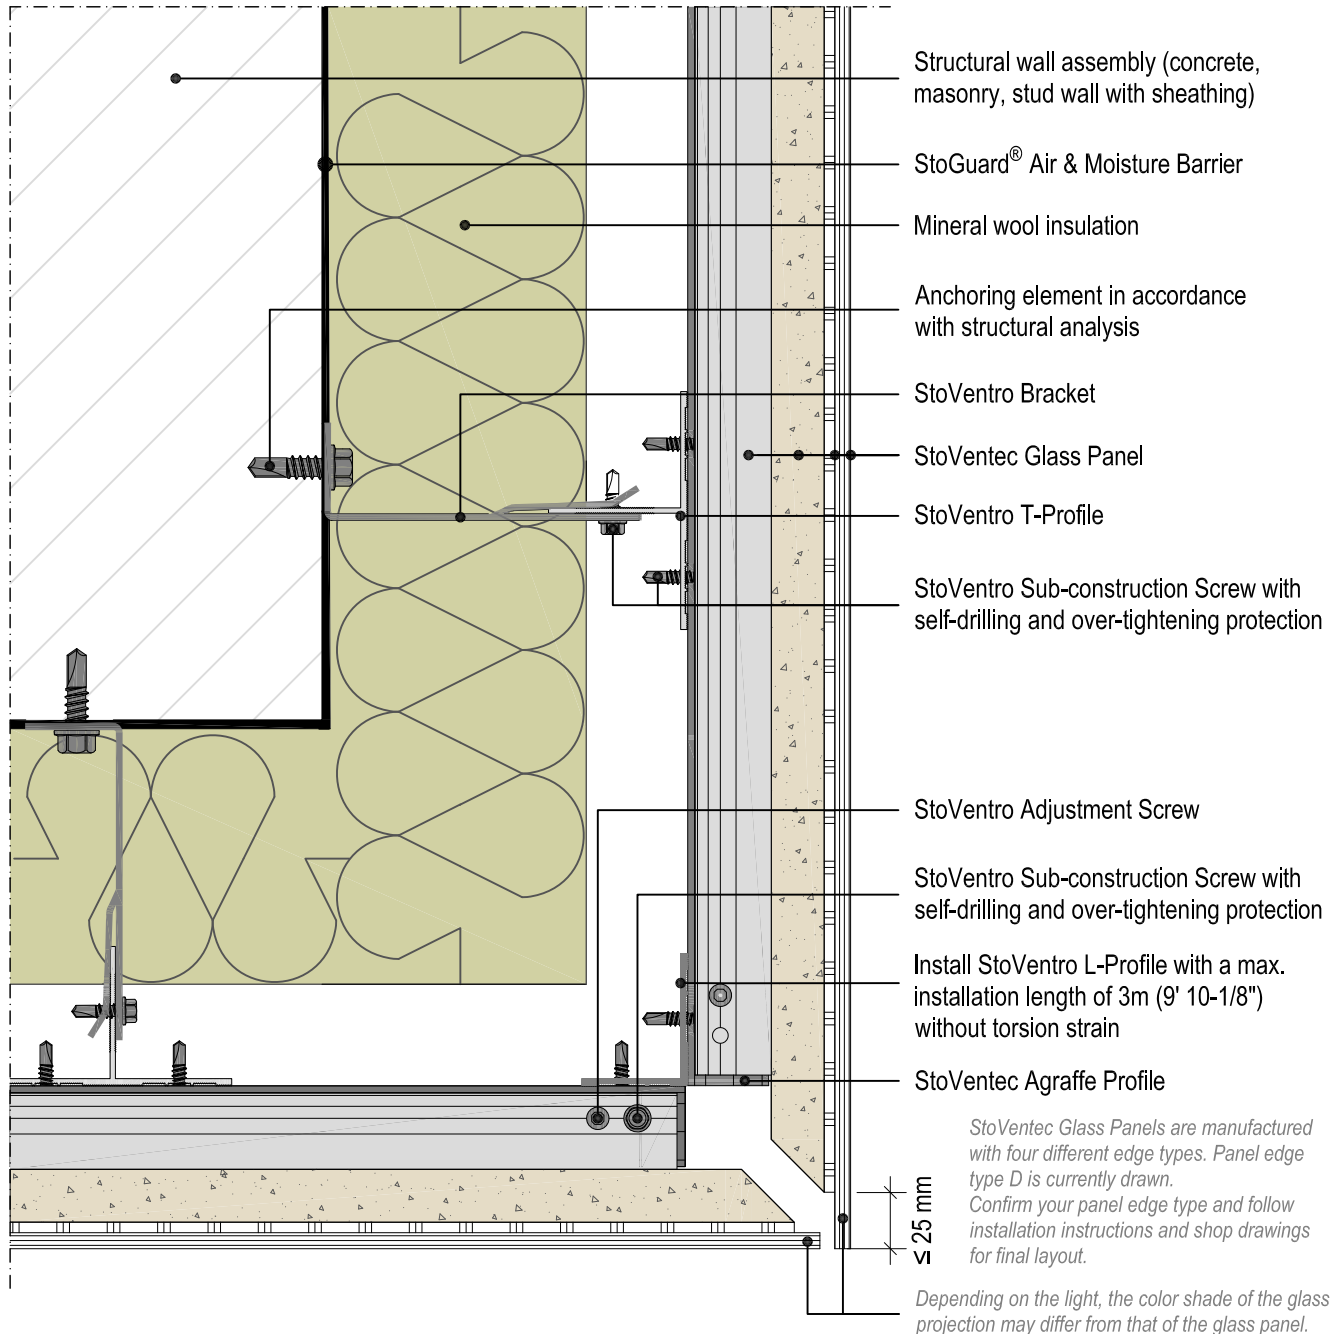 Structural wall assembly (concrete,
masonry, stud wall with sheathing)
StoGuard® Air & Moisture Barrier
Mineral wool insulation
Anchoring element in accordance
with structural analysis
StoVentro Bracket
StoVentec Glass Panel
StoVentro T-Profile
StoVentro Sub-construction Screw with
self-drilling and over-tightening protection
StoVentro Adjustment Screw
StoVentro Sub-construction Screw with
self-drilling and over-tightening protection
Install StoVentro L-Profile with a max.
installation length of 3m (9' 10-1/8")
without torsion strain
StoVentec Agraffe Profile
StoVentec Glass Panels are manufactured
with four different edge types. Panel edge
type D is currently drawn.
Confirm your panel edge type and follow
installation instructions and shop drawings
for final layout.
≤ 25 mm
Depending on the light, the color shade of the glass
projection may differ from that of the glass panel.